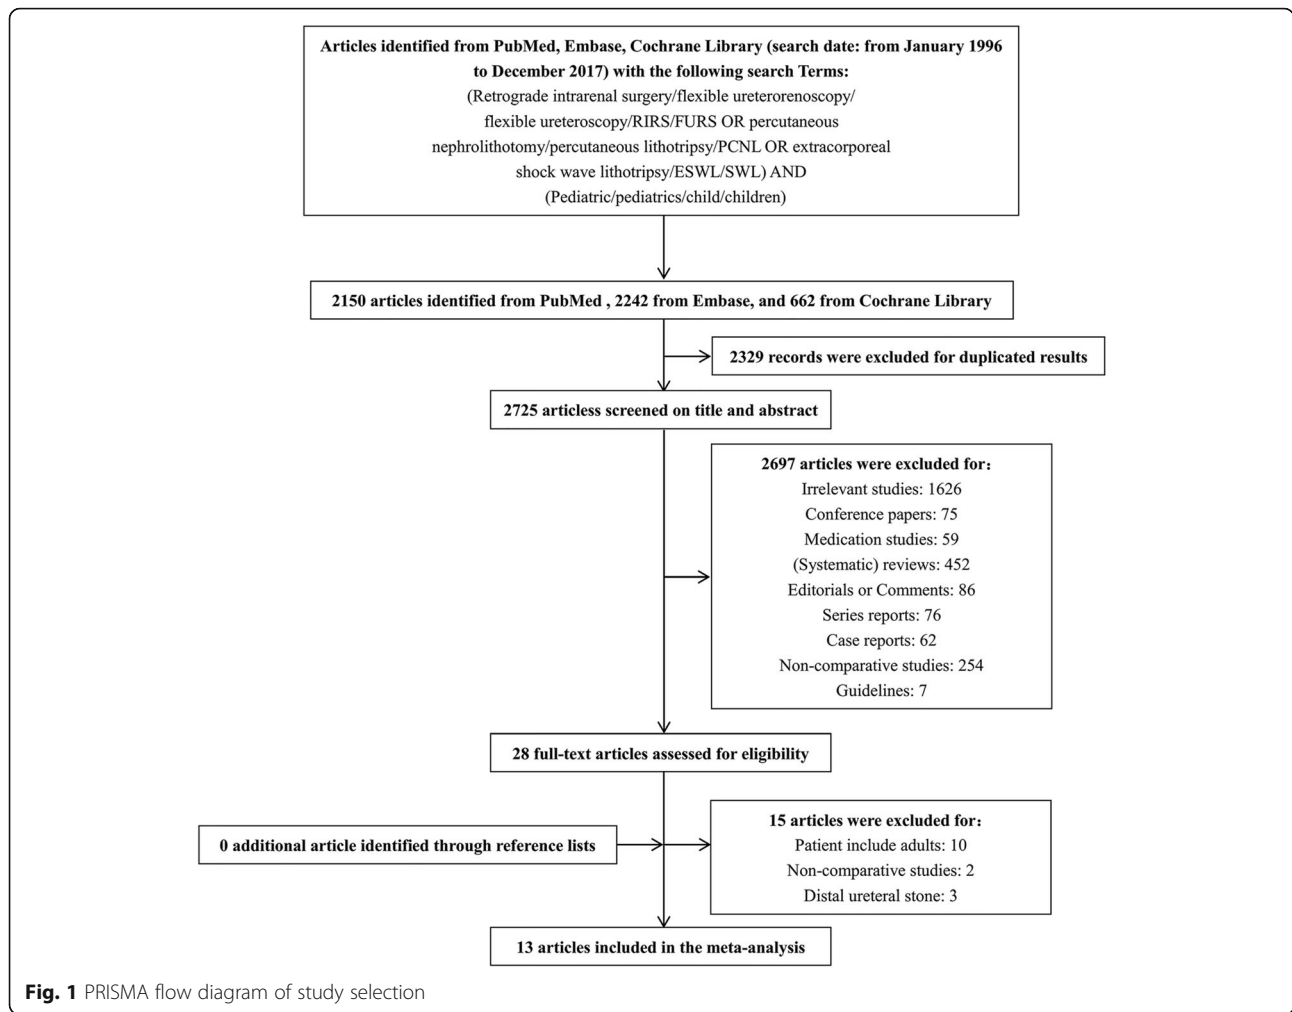 Articles identified from PubMed, Embase, Cochrane Library (search date: from January 1996
to December 2017) with the following search Terms:
(Retrograde intrarenal surgery/flexible ureterorenoscopy/
flexible ureteroscopy/RIRS/FURS OR percutaneous
nephrolithotomy/percutaneous lithotripsy/PCNL OR extracorporeal
shock wave lithotripsy/ESWL/SWL) AND
(Pediatric/pediatrics/child/children)
2150 articles identified from PubMed , 2242 from Embase, and 662 from Cochrane Library
2329 records were excluded for duplicated results
2725 articless screened on title and abstract
2697 articles were excluded for:
Irrelevant studies: 1626
Conference papers: 75
Medication studies: 59
(Systematic) reviews: 452
Editorials or Comments: 86
Series reports: 76
Case reports: 62
Non-comparative studies: 254
Guidelines: 7
28 full-text articles assessed for eligibility
0 additional article identified through reference lists
15 articles were excluded for:
Patient include adults: 10
Non-comparative studies: 2
Distal ureteral stone: 3
13 articles included in the meta-analysis
Fig. 1 PRISMA flow diagram of study selection